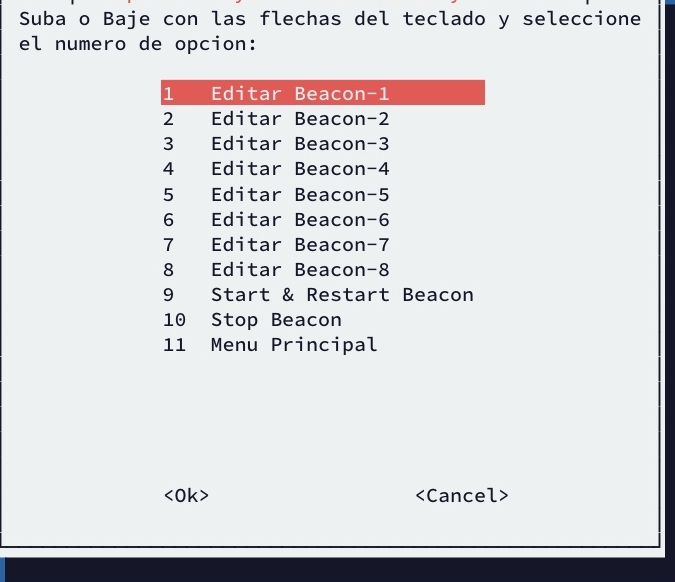 Suba o Baje con las flechas del teclado y seleccione
el numero de opcion:
1 Editar Beacon-1
2 Editar Beacon-2
3 Editar Beacon-3
4 Editar Beacon-4
5 Editar Beacon-5
6 Editar Beacon-6
7 Editar Beacon-7
8 Editar Beacon-8
9 Start & Restart Beacon
10 Stop Beacon
11 Menu Principal
<Ok> <Cancel>